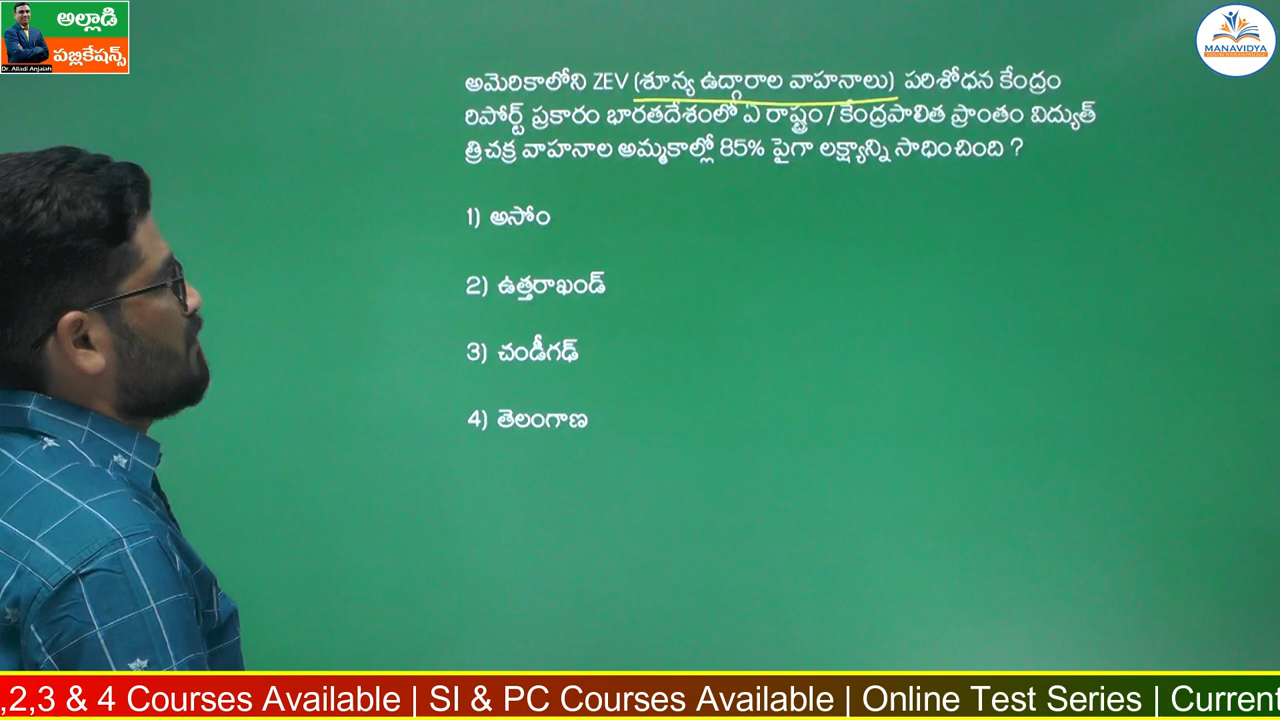 అల్లాడి
పబ్లికేషన్స్
Dr. Alladi Anjaiah
MANAVIDYA
అమెరికాలోని ZEV (శూన్య ఉద్గారాల వాహనాలు) పరిశోధన కేంద్రం
రిపోర్ట్ ప్రకారం భారతదేశంలో ఏ రాష్ట్రం / కేంద్రపాలిత ప్రాంతం విద్యుత్
త్రిచక్ర వాహనాల అమ్మకాల్లో 85% పైగా లక్ష్యాన్ని సాధించింది ?
1) అసోం
2) ఉత్తరాఖండ్
3) చండీగఢ్
4) తెలంగాణ
,2,3 & 4 Courses Available | SI & PC Courses Available | Online Test Series | Current